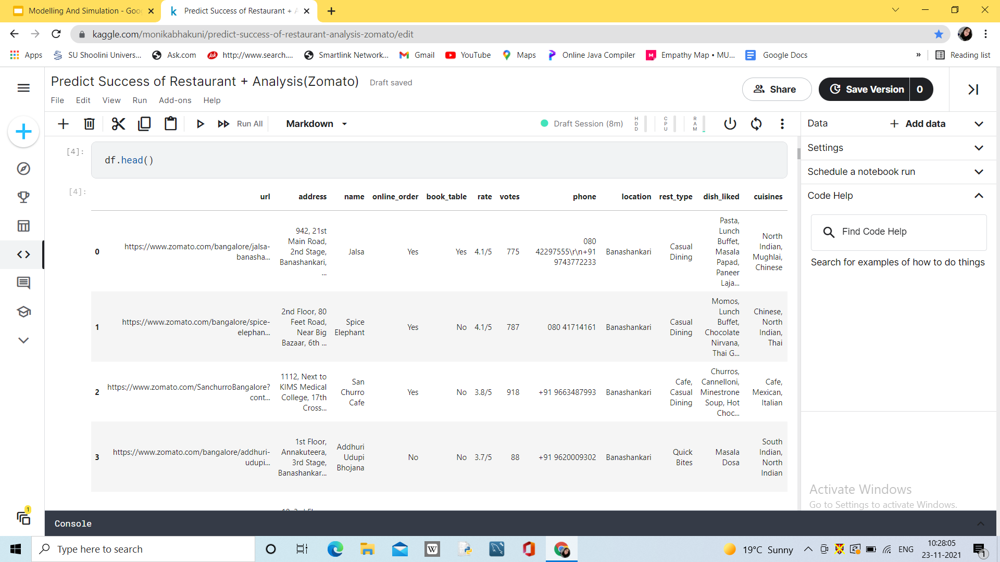 Modelling And Simulation - Goo
Predict Success of Restaurant + A
kaggle.com/monikabhakuni/predict-success-of-restaurant-analysis-zomato/edit
Apps
SU Shoolini Univers...
Ask.com
Ask
http://www.search....
Smartlink Network...
Gmail
YouTube
Maps
Online Java Compiler
Empathy Map • MU...
Google Docs
»
Reading list
Predict Success of Restaurant + Analysis(Zomato)
Draft saved
Share
Save Version
0
File Edit View Run Add-ons Help
Run All
Markdown
Draft Session (8m)
HDD
CPU
RAM
Data
+ Add data
Settings
Schedule a notebook run
Code Help
Find Code Help
Search for examples of how to do things
[4]:
df.head()
[4]:
url address name online_order book_table rate votes phone location rest_type dish_liked cuisines
0
https://www.zomato.com/bangalore/jalsa-
banasha...
942, 21st
Main Road,
2nd Stage,
Banashankari,
...
Jalsa
Yes
Yes
4.1/5
775
080
42297555\r\n+91
9743772233
Banashankari
Casual
Dining
Pasta,
Lunch
Buffet,
Masala
Papad,
Paneer
Laja...
North
Indian,
Mughlai,
Chinese
1
https://www.zomato.com/bangalore/spice-
elephan...
2nd Floor, 80
Feet Road,
Near Big
Bazaar, 6th ...
Spice
Elephant
Yes
No
4.1/5
787
080 41714161
Banashankari
Casual
Dining
Momos,
Lunch
Buffet,
Chocolate
Nirvana,
Thai G...
Chinese,
North
Indian,
Thai
2
https://www.zomato.com/SanchurroBangalore?
cont...
1112, Next to
KIMS Medical
College, 17th
Cross...
San
Churro
Cafe
Yes
No
3.8/5
918
+91 9663487993
Banashankari
Cafe,
Casual
Dining
Churros,
Cannelloni,
Minestrone
Soup, Hot
Choc...
Cafe,
Mexican,
Italian
3
https://www.zomato.com/bangalore/addhuri-
udupi...
1st Floor,
Annakuteera,
3rd Stage,
Banashankar...
Addhuri
Udupi
Bhojana
No
No
3.7/5
88
+91 9620009302
Banashankari
Quick
Bites
Masala
Dosa
South
Indian,
North
Indian
Activate Windows
Go to Settings to activate Windows.
1
Console
Type here to search
W
19°C Sunny
ENG
10:28:05
23-11-2021
1